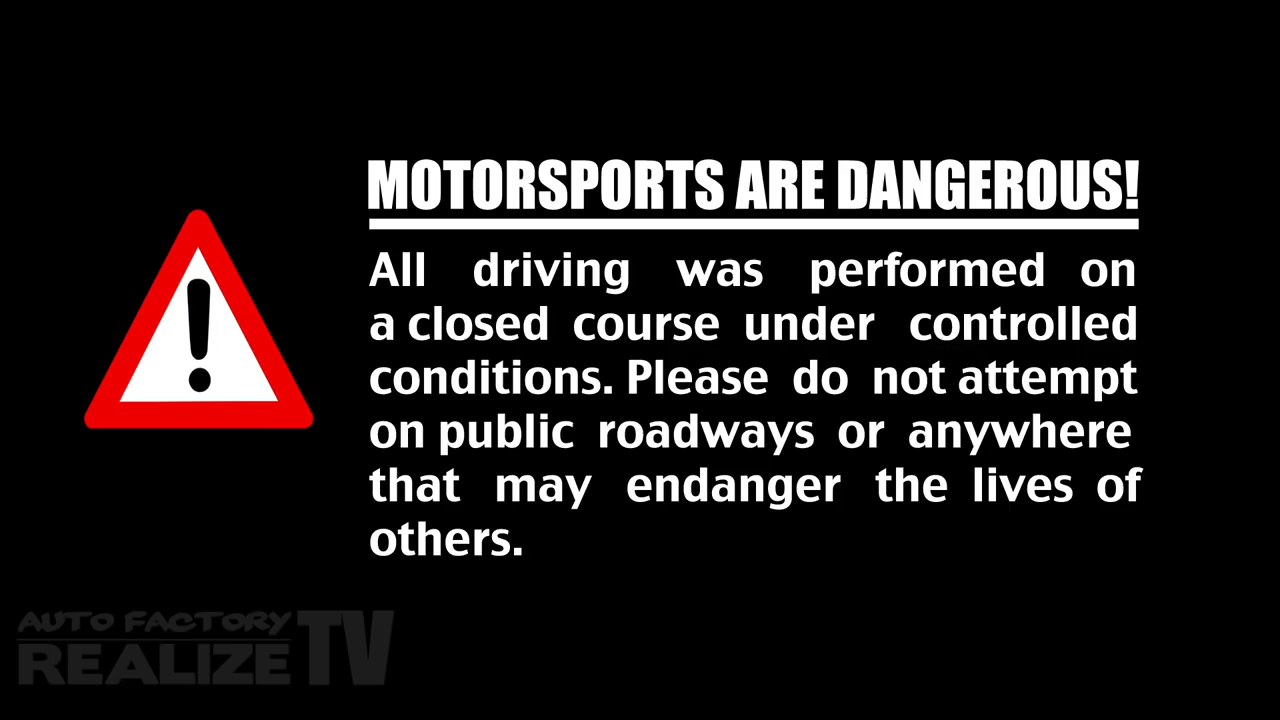 MOTORSPORTS ARE DANGEROUS!
All driving was performed on
a closed course under controlled
conditions. Please do not attempt
on public roadways or anywhere
that may endanger the lives of
others.
AUTO FACTORY
REALIZE TV